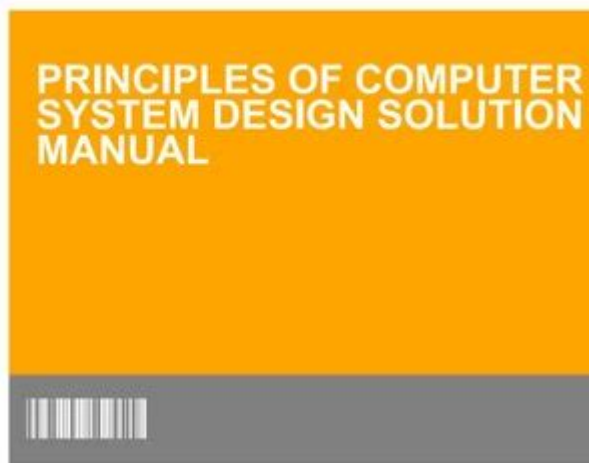 PRINCIPLES OF COMPUTER
SYSTEM DESIGN SOLUTION
MANUAL